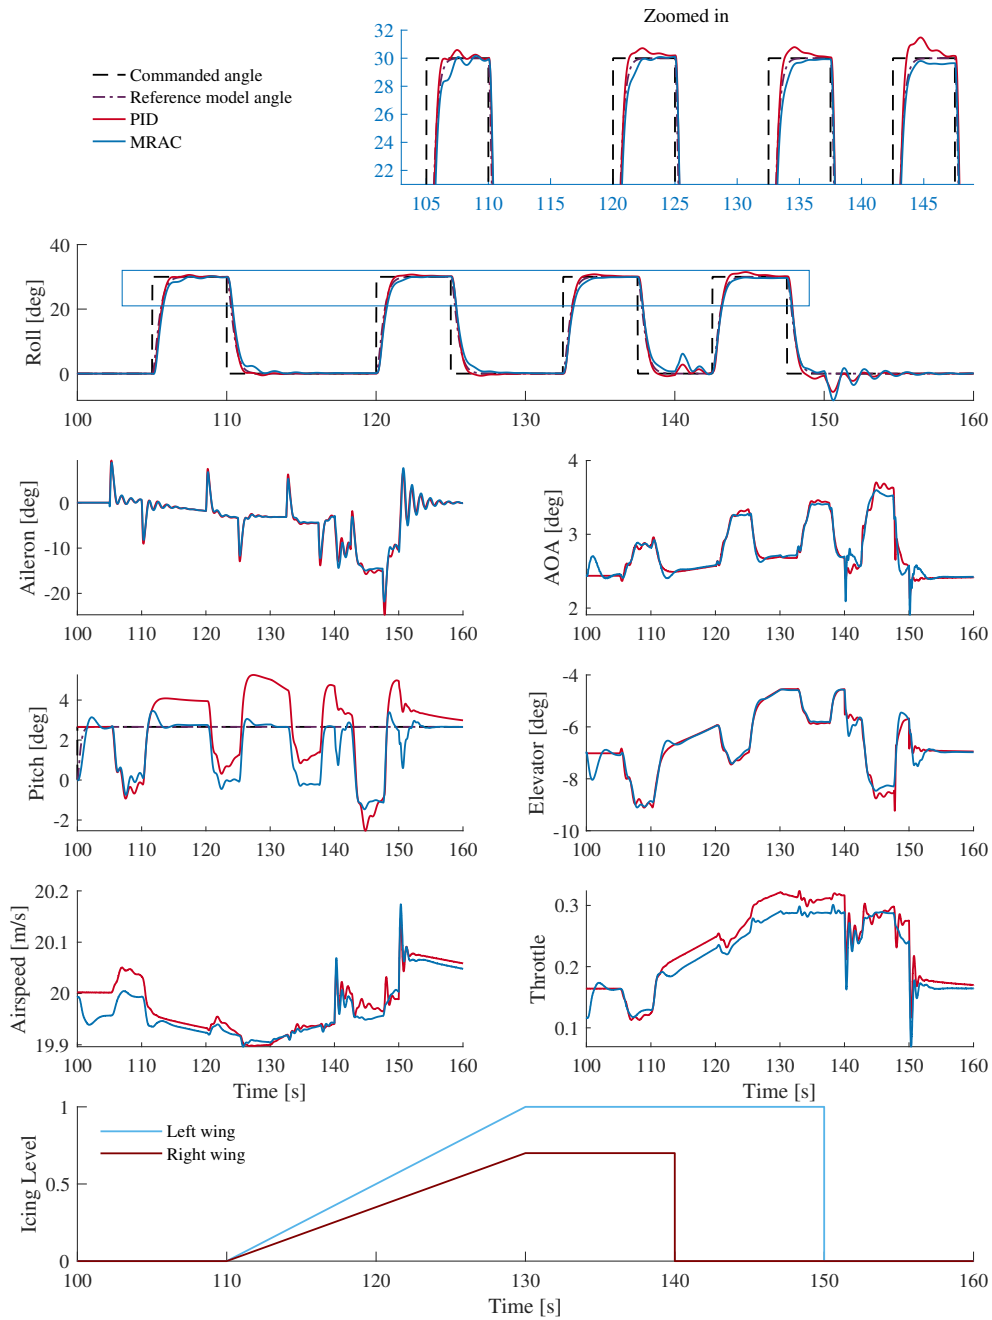 Zoomed in
Commanded angle
Reference model angle
PID
MRAC
32
30
28
26
24
22
105 110 115 120 125 130 135 140 145
Roll [deg]
40
20
0
100 110 120 130 140 150 160
Aileron [deg]
0
-10
-20
100 110 120 130 140 150 160
AOA [deg]
4
3
2
100 110 120 130 140 150 160
Pitch [deg]
4
2
0
-2
100 110 120 130 140 150 160
Elevator [deg]
-4
-6
-8
-10
100 110 120 130 140 150 160
Airspeed [m/s]
20.2
20.1
20
19.9
100 110 120 130 140 150 160
Time [s]
Throttle
0.3
0.2
0.1
100 110 120 130 140 150 160
Time [s]
Icing Level
1
0.5
0
Left wing
Right wing
100 110 120 130 140 150 160
Time [s]